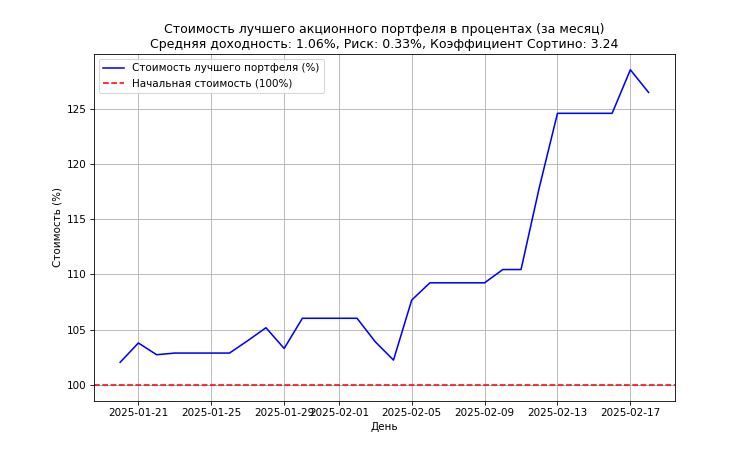 Стоимость лучшего акционного портфеля в процентах (за месяц)
Средняя доходность: 1.06%, Риск: 0.33%, Коэффициент Сортино: 3.24
Стоимость лучшего портфеля (%)
Начальная стоимость (100%)
Стоимость (%)
125
120
115
110
105
100
2025-01-21 2025-01-25 2025-01-29 2025-02-01 2025-02-05 2025-02-09 2025-02-13 2025-02-17
День